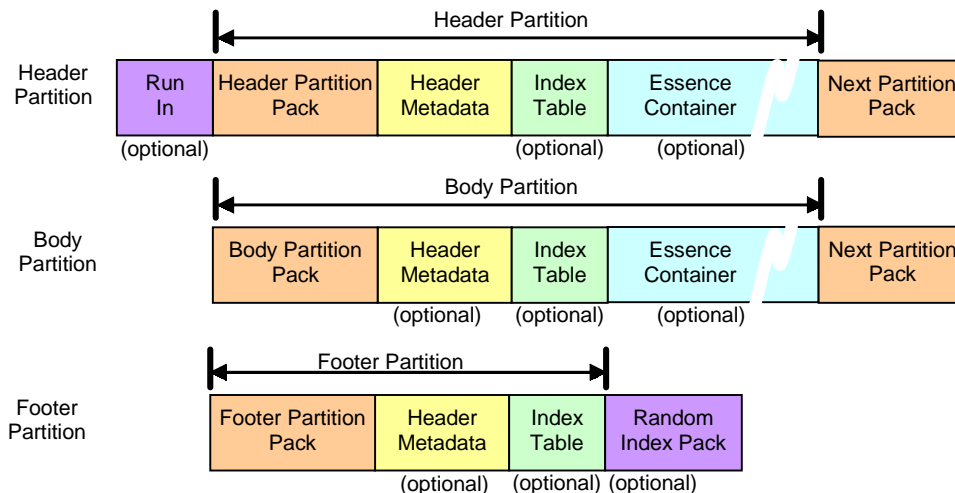 Header Partition
Header
Partition
Run
In
Header Partition
Pack
Header
Metadata
Index
Table
Essence
Container
Next Partition
Pack
(optional)
(optional)
(optional)
Body Partition
Body
Partition
Body Partition
Pack
Header
Metadata
Index
Table
Essence
Container
Next Partition
Pack
(optional)
(optional)
(optional)
Footer Partition
Footer
Partition
Footer Partition
Pack
Header
Metadata
Index
Table
Random
Index Pack
(optional)
(optional)
(optional)